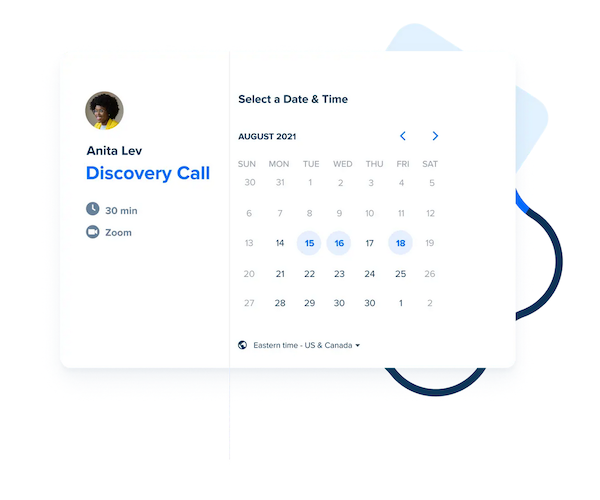 Anita Lev
Discovery Call
30 min
Zoom
Select a Date & Time
AUGUST 2021
SUN MON TUE WED THU FRI SAT
30 31 1 2 3 4 5
6 7 8 9 10 11 12
13 14 15 16 17 18 19
20 21 22 23 24 25 26
27 28 29 30 30 1 2
Eastern time - US & Canada